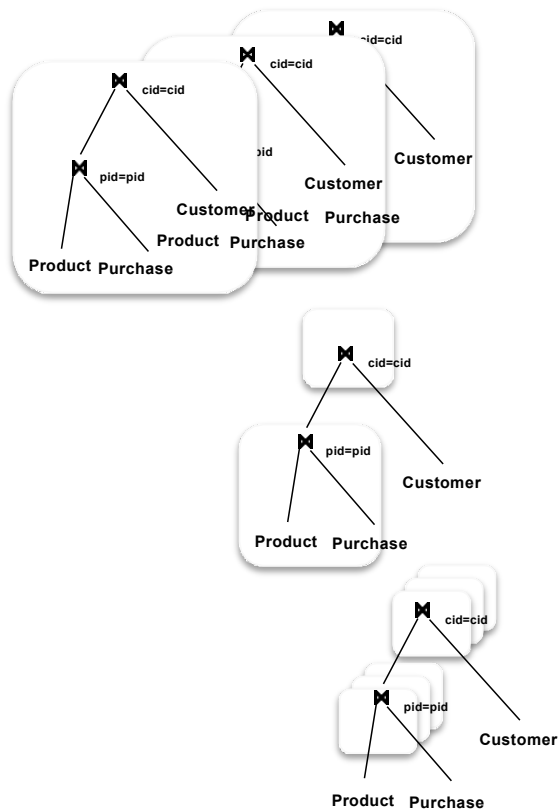 cid=cid
cid=cid
cid=cid
pid
Customer
pid=pid
Customer
Customer
Product Purchase
Product Purchase
Product Purchase
cid=cid
pid=pid
Customer
Product Purchase
cid=cid
pid=pid
Customer
Product Purchase